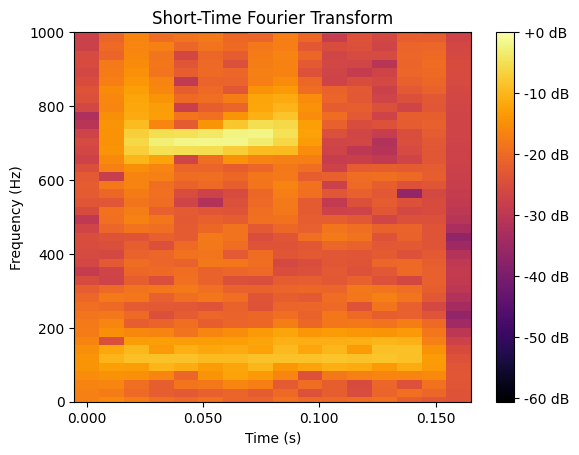 Short-Time Fourier Transform
1000
800
600
400
200
0
Frequency (Hz)
0.000
0.050
0.100
0.150
Time (s)
+0 dB
-10 dB
-20 dB
-30 dB
-40 dB
-50 dB
-60 dB